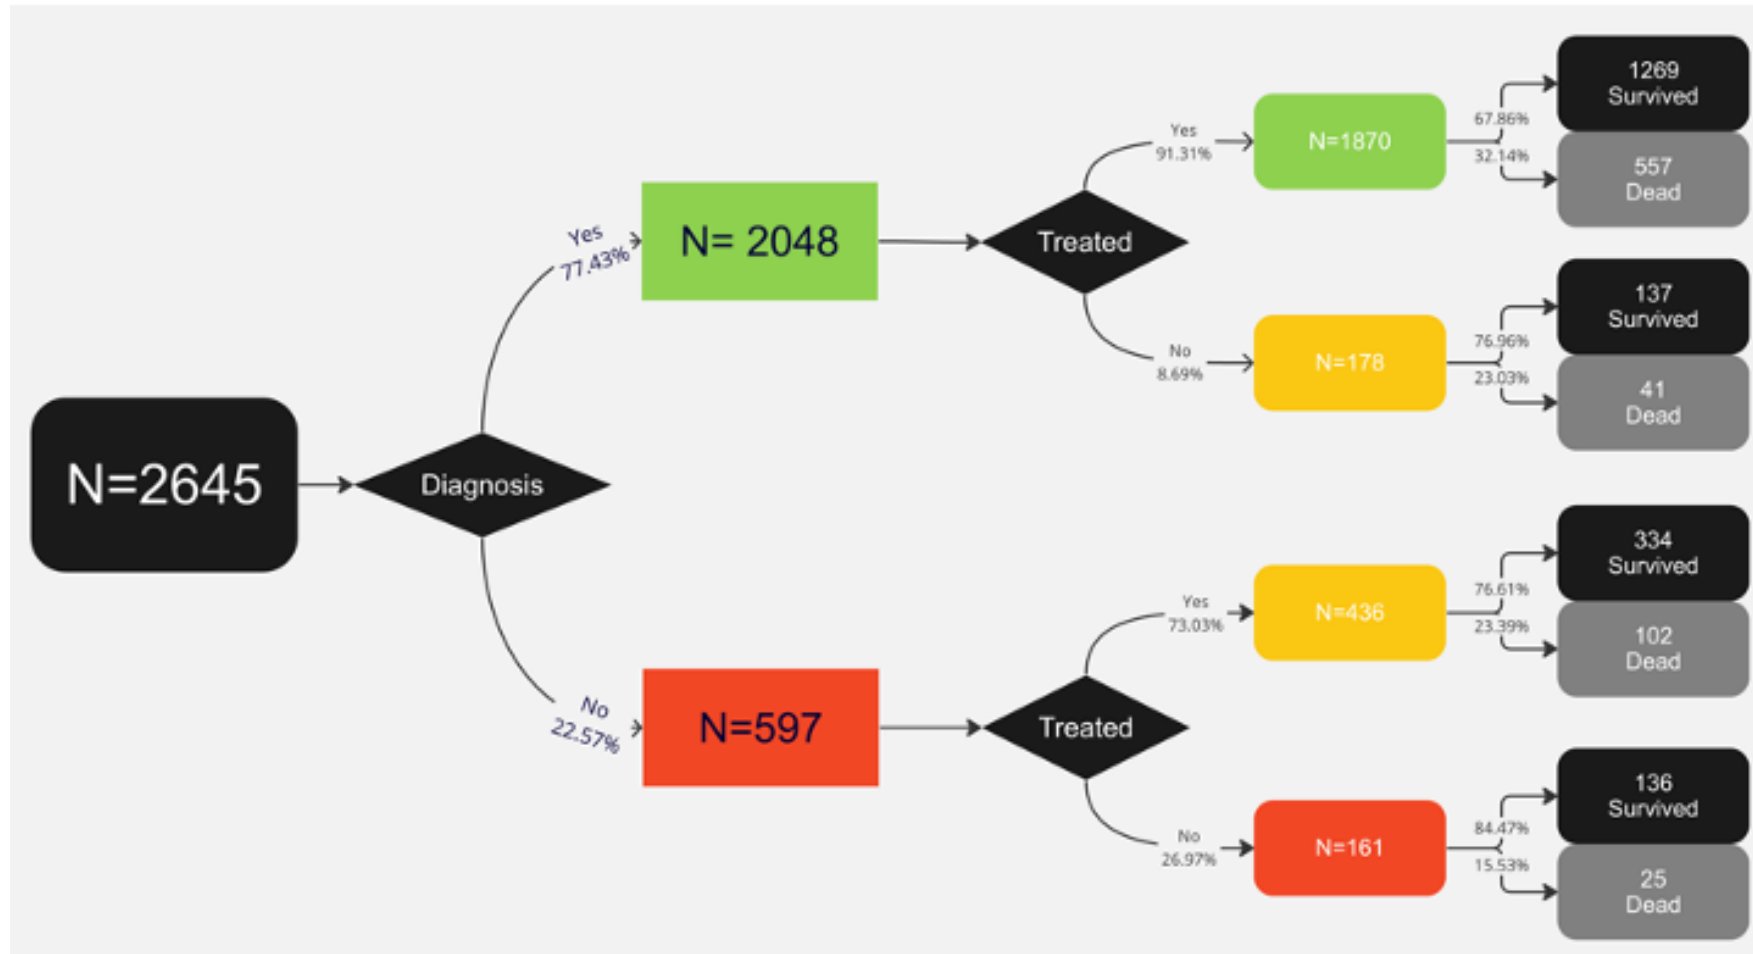 N=2645
Diagnosis
Yes
77.43%
N= 2048
Treated
Yes
91.31%
N=1870
67.86%
32.14%
1269
Survived
557
Dead
No
8.69%
N=178
76.96%
23.03%
137
Survived
41
Dead
No
22.57%
N=597
Treated
Yes
73.03%
N=436
76.61%
23.39%
334
Survived
102
Dead
No
26.97%
N=161
84.47%
15.53%
136
Survived
25
Dead